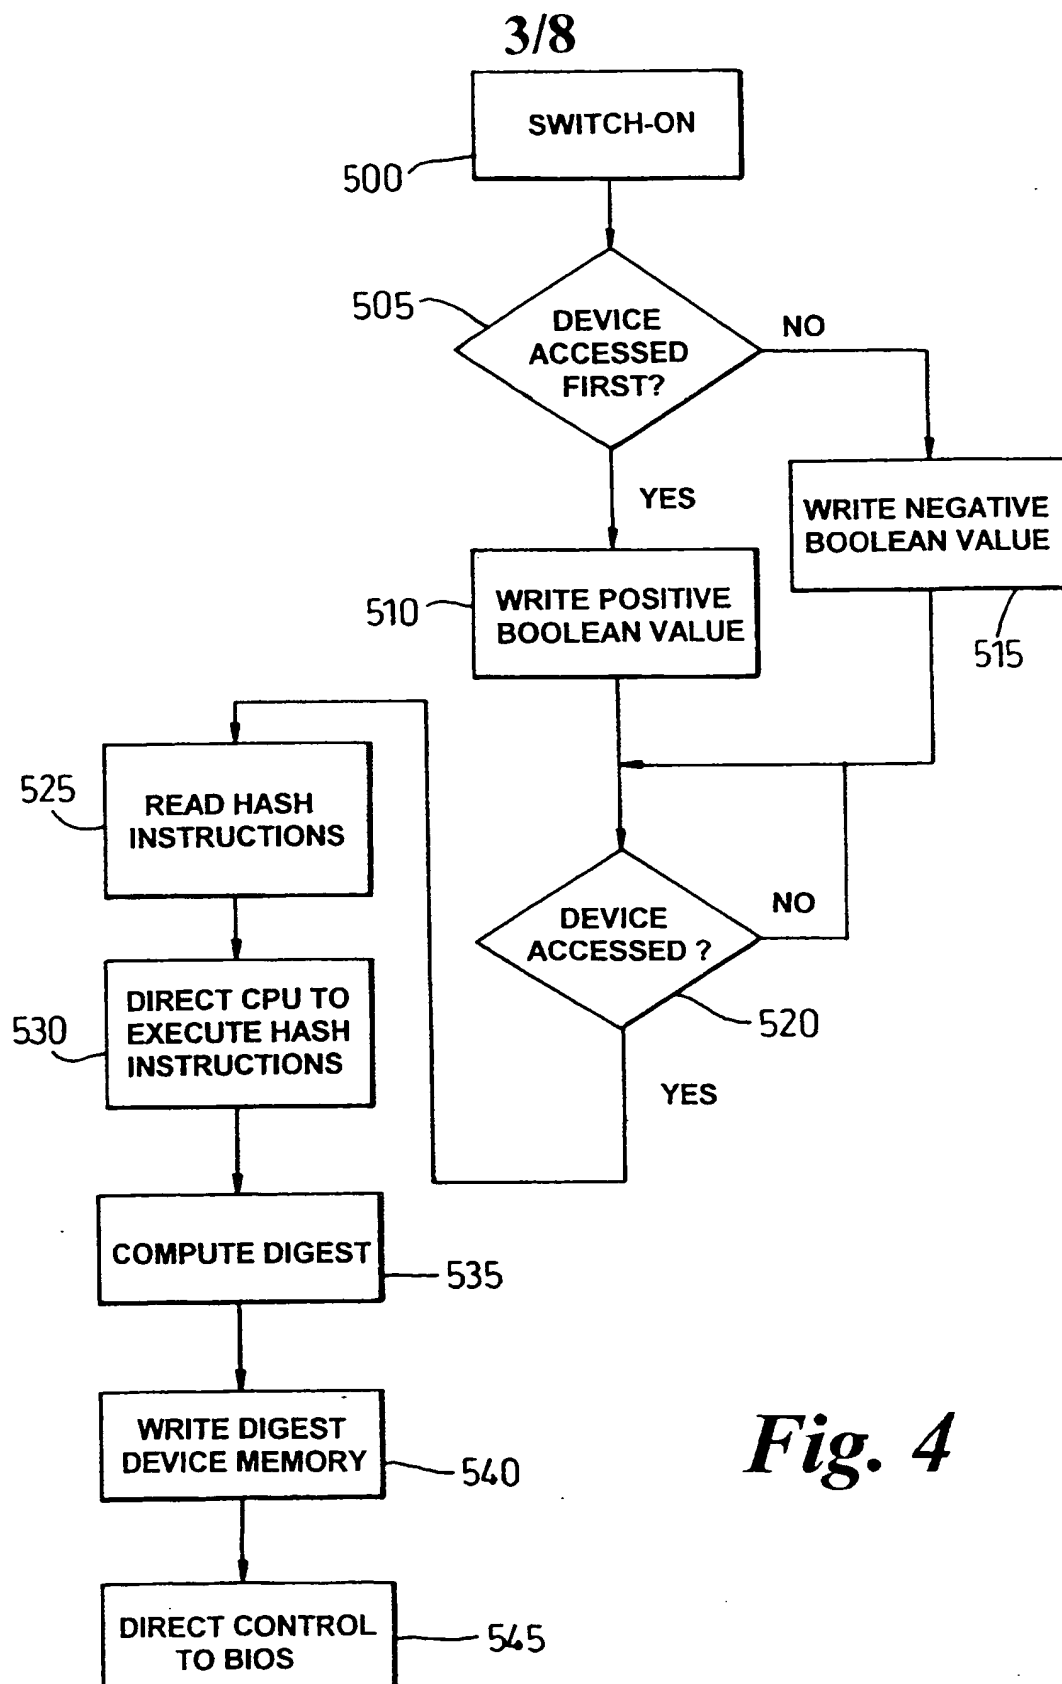 3/8
SWITCH-ON
500
505
DEVICE
ACCESSED
FIRST?
NO
YES
WRITE NEGATIVE
BOOLEAN VALUE
515
510
WRITE POSITIVE
BOOLEAN VALUE
525
READ HASH
INSTRUCTIONS
DEVICE
ACCESSED ?
NO
520
YES
530
DIRECT CPU TO
EXECUTE HASH
INSTRUCTIONS
COMPUTE DIGEST
535
WRITE DIGEST
DEVICE MEMORY
540
Fig. 4
DIRECT CONTROL
TO BIOS
545